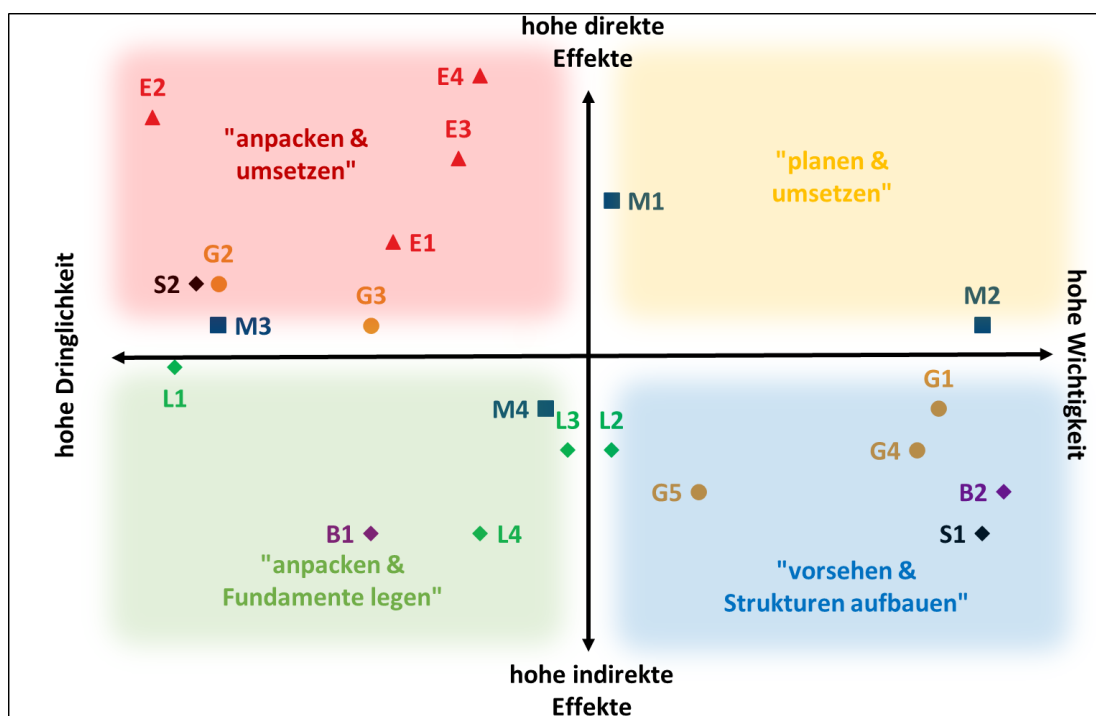 hohe direkte
Effekte
E4
E2
E3
"anpacken &
umsetzen"
"planen &
umsetzen"
M1
E1
G2
S2
G3
M3
M2
hohe Dringlichkeit
hohe Wichtigkeit
L1
G1
M4
L3
L2
G4
G5
B2
B1
L4
S1
"anpacken &
Fundamente legen"
"vorsehen &
Strukturen aufbauen"
hohe indirekte
Effekte